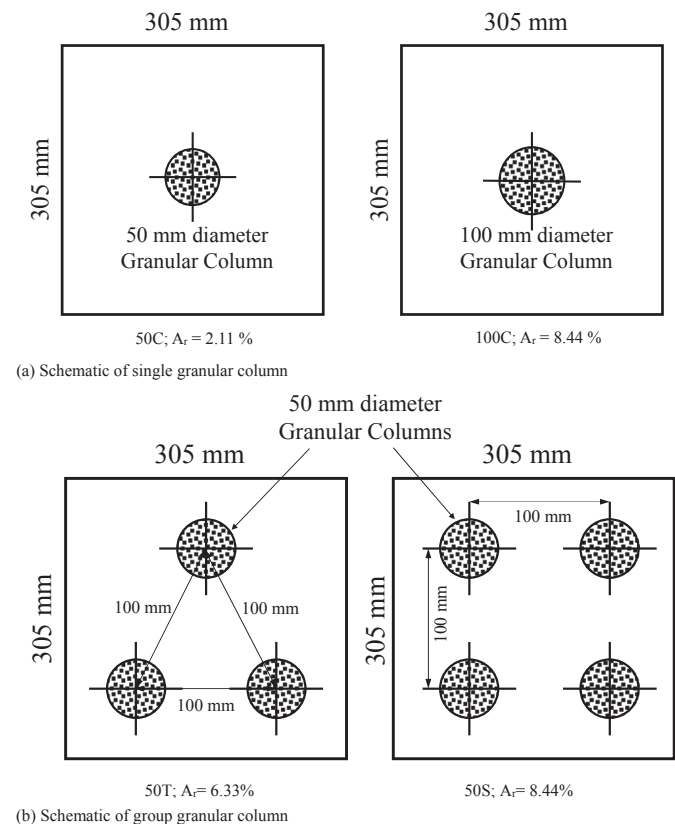 305 mm
305 mm
305 mm
50 mm diameter
Granular Column
305 mm
100 mm diameter
Granular Column
50C; Aᵣ = 2.11 %
100C; Aᵣ = 8.44 %
(a) Schematic of single granular column
50 mm diameter
Granular Columns
305 mm
305 mm
305 mm
100 mm
100 mm
100 mm
305 mm
100 mm
100 mm
50T; Aᵣ= 6.33%
50S; Aᵣ= 8.44%
(b) Schematic of group granular column